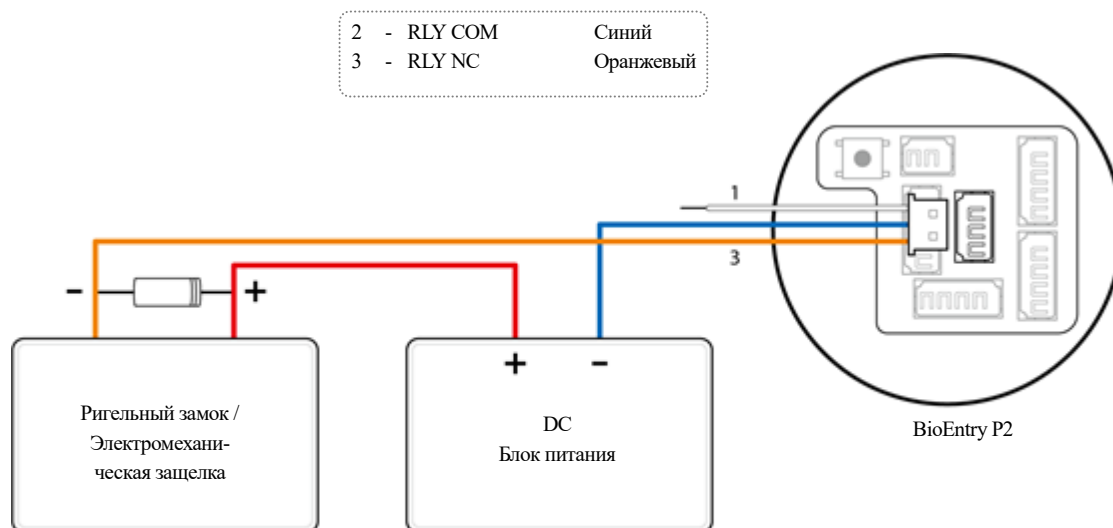 2 - RLY COM Синий
3 - RLY NC Оранжевый
1
3
- +
+ -
Ригельный замок /
Электромехани-
ческая защелка
DC
Блок питания
BioEntry P2